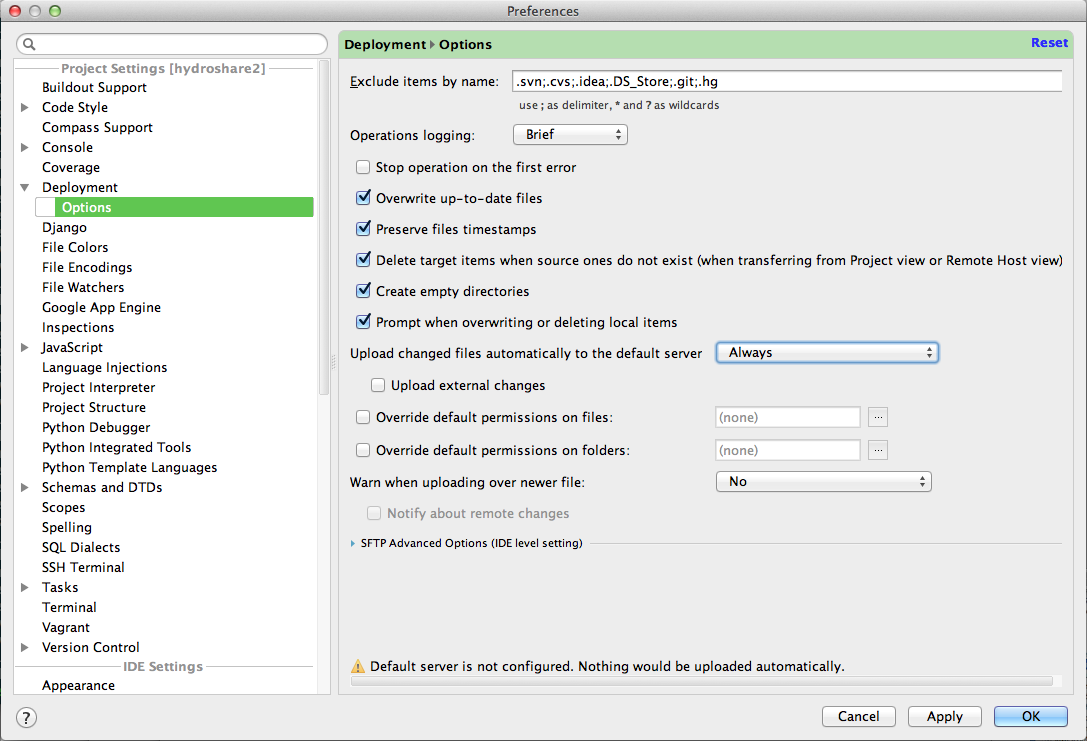 Preferences
Project Settings [hydroshare2]
Buildout Support
Code Style
Compass Support
Console
Coverage
Deployment
Options
Django
File Colors
File Encodings
File Watchers
Google App Engine
Inspections
JavaScript
Language Injections
Project Interpreter
Project Structure
Python Debugger
Python Integrated Tools
Python Template Languages
Schemas and DTDs
Scopes
Spelling
SQL Dialects
SSH Terminal
Tasks
Terminal
Vagrant
Version Control
IDE Settings
Appearance
Deployment Options
Reset
Exclude items by name: .svn;.cvs;.idea;.DS_Store;.git;.hg
use ; as delimiter, * and ? as wildcards
Operations logging: Brief
Stop operation on the first error
Overwrite up-to-date files
Preserve files timestamps
Delete target items when source ones do not exist (when transferring from Project view or Remote Host view)
Create empty directories
Prompt when overwriting or deleting local items
Upload changed files automatically to the default server Always
Upload external changes
Override default permissions on files: (none) ...
Override default permissions on folders: (none) ...
Warn when uploading over newer file: No
Notify about remote changes
SFTP Advanced Options (IDE level setting)
Default server is not configured. Nothing would be uploaded automatically.
? Cancel Apply OK